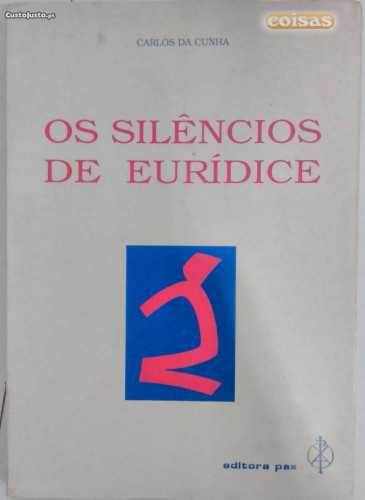 CustoJusto.pt
coisas
CARLOS DA CUNHA
OS SILÊNCIOS
DE EURÍDICE
editora pax